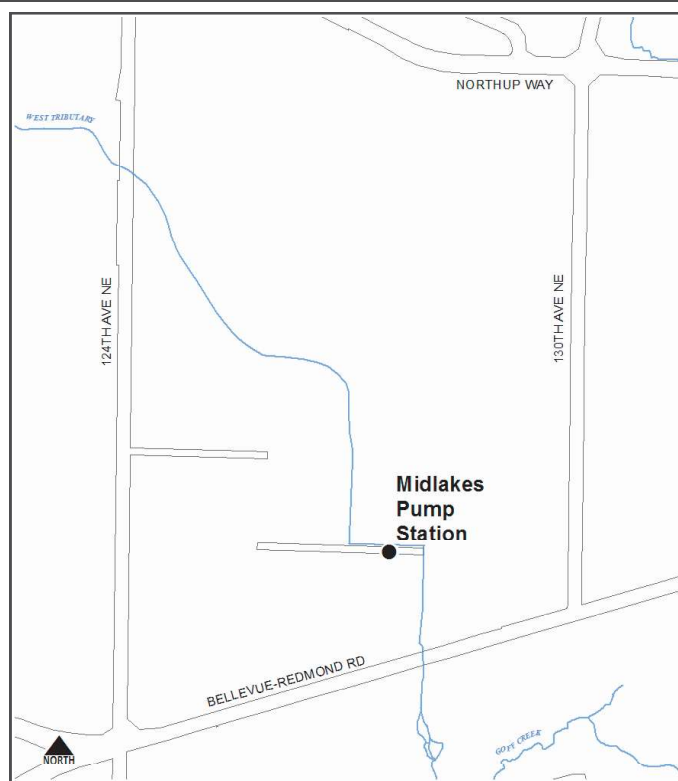 NORTHUP WAY
WEST TRIBUTARY
124TH AVE NE
130TH AVE NE
Midlakes
Pump
Station
BELLEVUE-REDMOND RD
GOFF CREEK
NORTH